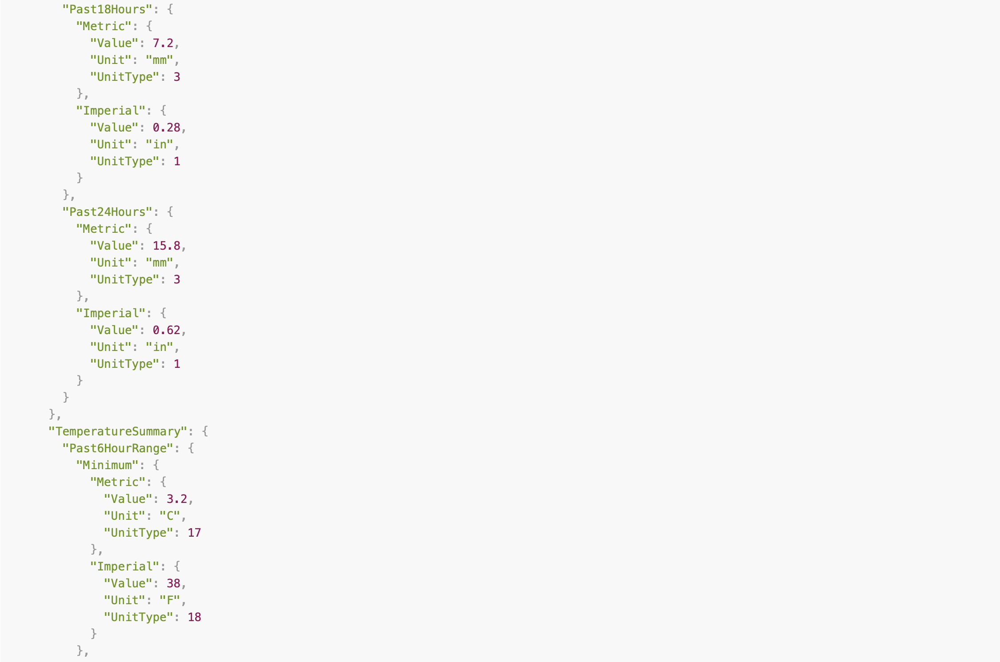 "Past18Hours": {
"Metric": {
"Value": 7.2,
"Unit": "mm",
"UnitType": 3
},
"Imperial": {
"Value": 0.28,
"Unit": "in",
"UnitType": 1
}
},
"Past24Hours": {
"Metric": {
"Value": 15.8,
"Unit": "mm",
"UnitType": 3
},
"Imperial": {
"Value": 0.62,
"Unit": "in",
"UnitType": 1
}
}
},
"TemperatureSummary": {
"Past6HourRange": {
"Minimum": {
"Metric": {
"Value": 3.2,
"Unit": "C",
"UnitType": 17
},
"Imperial": {
"Value": 38,
"Unit": "F",
"UnitType": 18
}
},